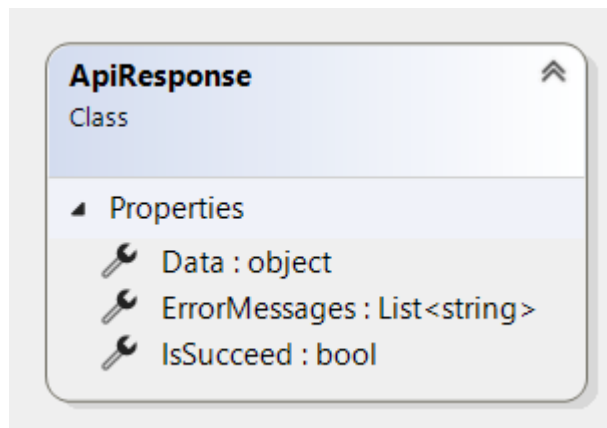 ApiResponse
Class
Properties
Data : object
ErrorMessages : List<string>
IsSucceed : bool